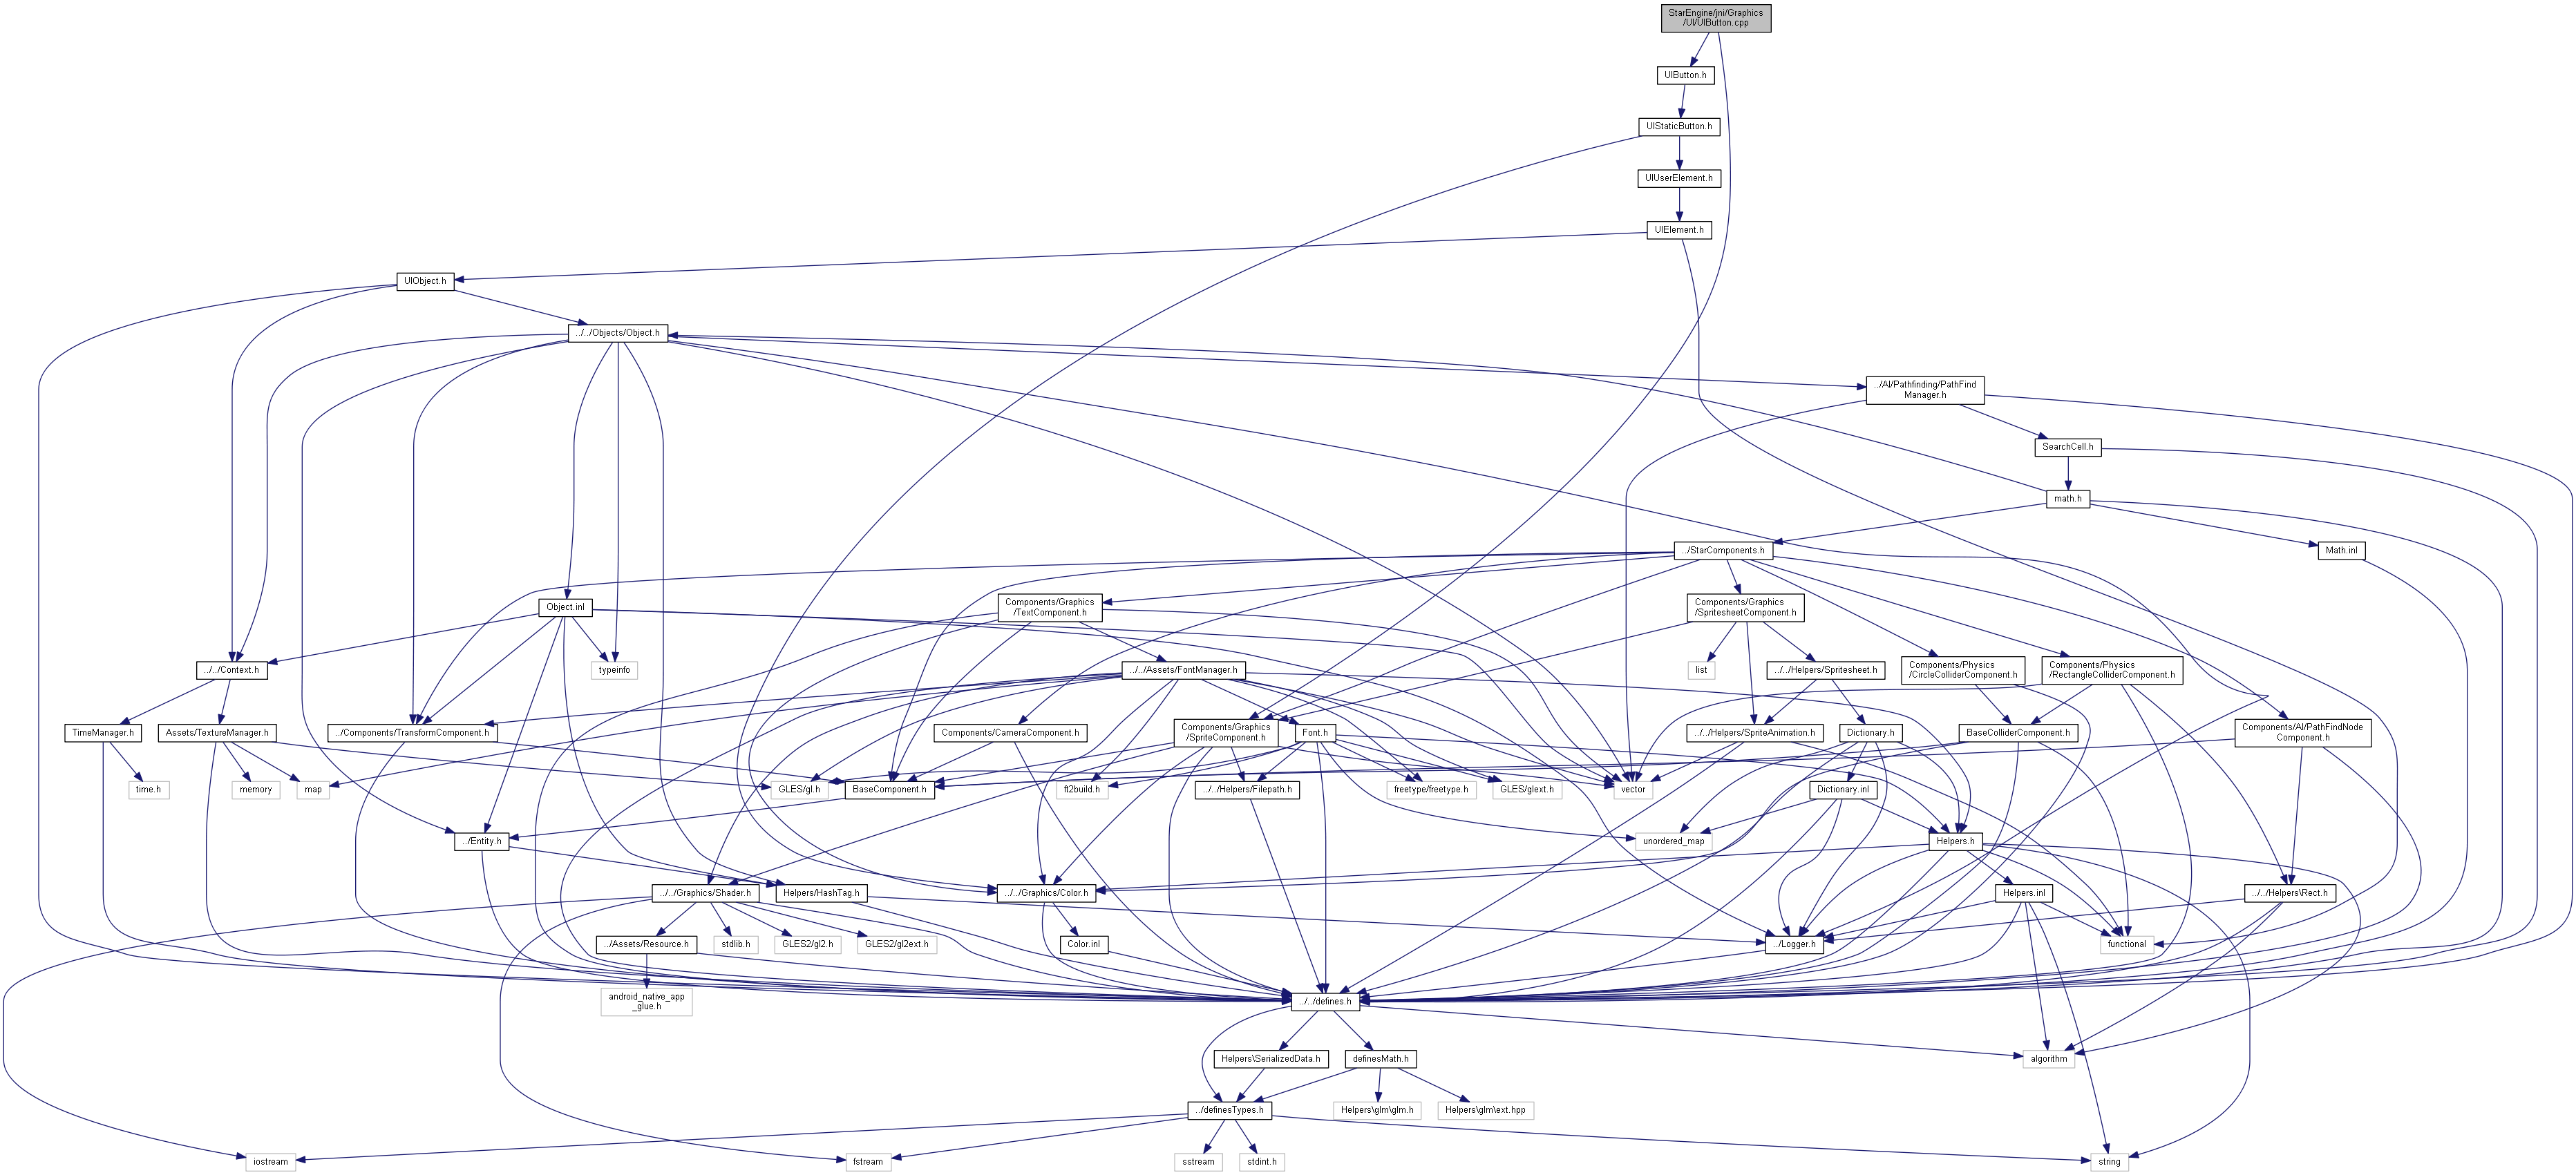 StarEngine/jni/Graphics
/UI/UIButton.cpp
UIButton.h
UIStaticButton.h
UIUserElement.h
UIElement.h
UIObject.h
../../Objects/Object.h
../AI/Pathfinding/PathFind
Manager.h
SearchCell.h
math.h
../StarComponents.h
Math.inl
Object.inl
Components/Graphics
/TextComponent.h
Components/Graphics
/SpritesheetComponent.h
../../Context.h
typeinfo
../../Assets/FontManager.h
list
../../Helpers/Spritesheet.h
Components/Physics
/CircleColliderComponent.h
Components/Physics
/RectangleColliderComponent.h
TimeManager.h
Assets/TextureManager.h
../Components/TransformComponent.h
Components/CameraComponent.h
Components/Graphics
/SpriteComponent.h
Font.h
../../Helpers/SpriteAnimation.h
Dictionary.h
BaseColliderComponent.h
Components/AI/PathFindNode
Component.h
time.h
memory
map
GLES/gl.h
BaseComponent.h
ft2build.h
../../Helpers/Filepath.h
freetype/freetype.h
GLES/glext.h
vector
Dictionary.inl
../Entity.h
unordered_map
Helpers.h
../../Graphics/Shader.h
Helpers/HashTag.h
../../Graphics/Color.h
Helpers.inl
../../Helpers\Rect.h
../Assets/Resource.h
stdlib.h
GLES2/gl2.h
GLES2/gl2ext.h
Color.inl
../Logger.h
functional
android_native_app
_glue.h
../../defines.h
Helpers\SerializedData.h
definesMath.h
algorithm
../definesTypes.h
Helpers\glm\glm.h
Helpers\glm\ext.hpp
iostream
fstream
sstream
stdint.h
string